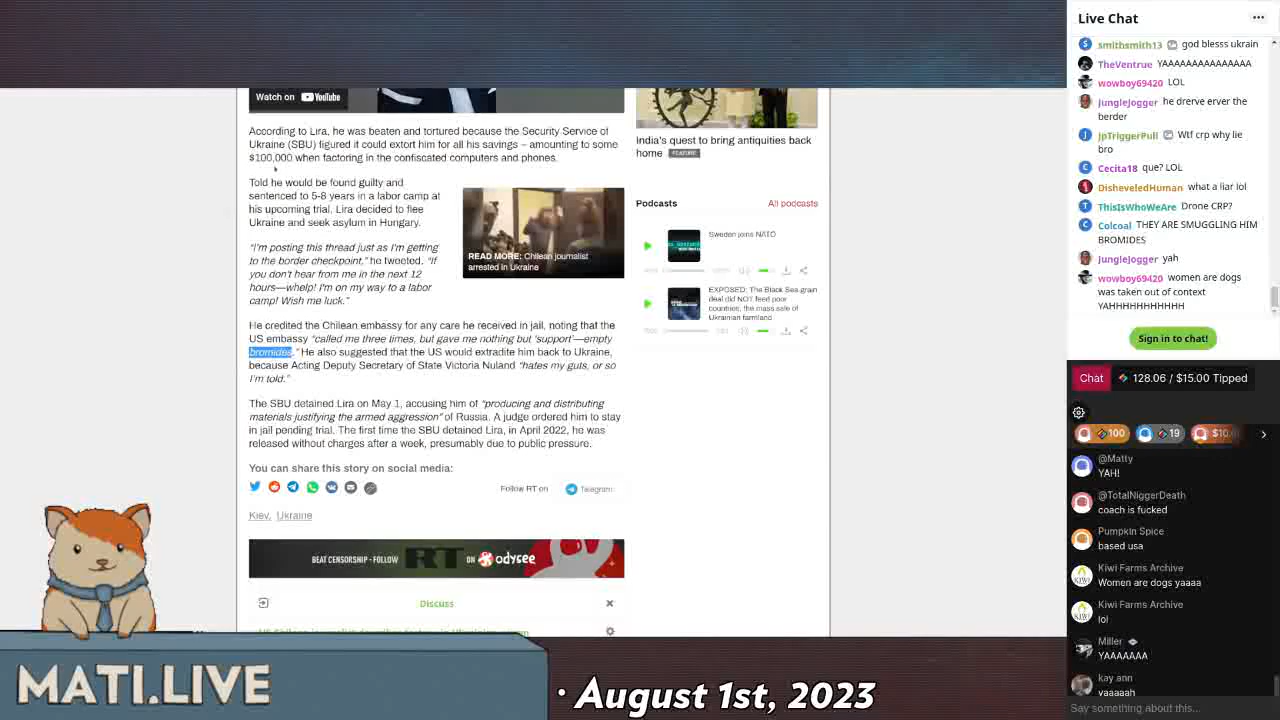 Watch on YouTube
According to Lira, he was beaten and tortured because the Security Service of
Ukraine (SBU) figured it could extort him for all his savings – amounting to some
$100,000 when factoring in the confiscated computers and phones.
Told he would be found guilty and
sentenced to 5-8 years in a labor camp at
his upcoming trial. Lira decided to flee
Ukraine and seek asylum in Hungary.
READ MORE: Chilean journalist
arrested in Ukraine
“I'm posting this thread just as I'm getting
to the border checkpoint,” he tweeted. “If
you don't hear from me in the next 12
hours—whelp! I'm on my way to a labor
camp! Wish me luck.”
He credited the Chilean embassy for any care he received in jail, noting that the
US embassy “called me three times, but gave me nothing but ‘support’—empty
bromides.” He also suggested that the US would extradite him back to Ukraine,
because Acting Deputy Secretary of State Victoria Nuland “hates my guts, or so
I'm told.”
The SBU detained Lira on May 1, accusing him of “producing and distributing
materials justifying the armed aggression” of Russia. A judge ordered him to stay
in jail pending trial. The first time the SBU detained Lira, in April 2022, he was
released without charges after a week, presumably due to public pressure.
You can share this story on social media:
Follow RT on
Telegram
Kiev, Ukraine
BEAT CENSORSHIP - FOLLOW RT ON odysee
Discuss
India's quest to bring antiquities back
home FEATURE
Podcasts
All podcasts
Sweden joins NATO
EXPOSED: The Black Sea grain
deal did NOT feed poor
countries, the mass sale of
Ukrainian farmland
MATI.LIVE
· August 1st, 2023
Live Chat
smithsmith13 god blesss ukrain
TheVentrue YAAAAAAAAAAAAAAA
wowboy69420 LOL
JungleJogger he drerve erver the
berder
JpTriggerPull Wtf crp why lie
bro
Cecita18 que? LOL
DisheveledHuman what a liar lol
ThisIsWhoWeAre Drone CRP?
Colcoal THEY ARE SMUGGLING HIM
BROMIDES
JungleJogger yah
wowboy69420 women are dogs
was taken out of context
YAHHHHHHHHHH
Sign in to chat!
Chat
128.06 / $15.00 Tipped
100
19
@Matty
YAH!
@TotalNiggerDeath
coach is fucked
Pumpkin Spice
based usa
Kiwi Farms Archive
Women are dogs yaaaa
Kiwi Farms Archive
lol
Miller
YAAAAAAA
kay ann
yaaaaah
Say something about this...